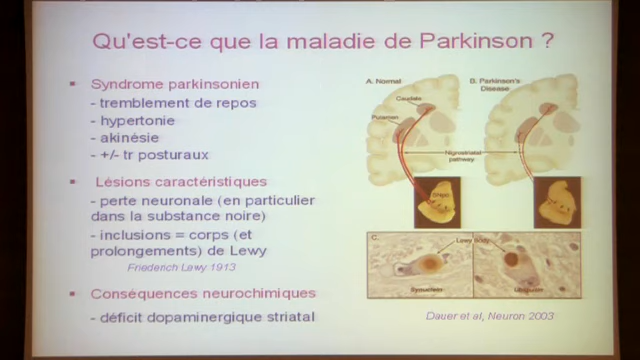 Qu'est-ce que la maladie de Parkinson ?
Syndrome parkinsonien
- tremblement de repos
- hypertonie
- akinésie
- +/- tr posturaux
Lésions caractéristiques
- perte neuronale (en particulier
dans la substance noire)
- inclusions = corps (et
prolongements) de Lewy
Friederich Lewy 1913
Conséquences neurochimiques
- déficit dopaminergique striatal
A. Normal
B. Parkinson's
Disease
Caudate
Putamen
Nigrostriatal
pathway
SNpc
C.
Lewy body
Synuclein
Ubiquitin
Dauer et al, Neuron 2003